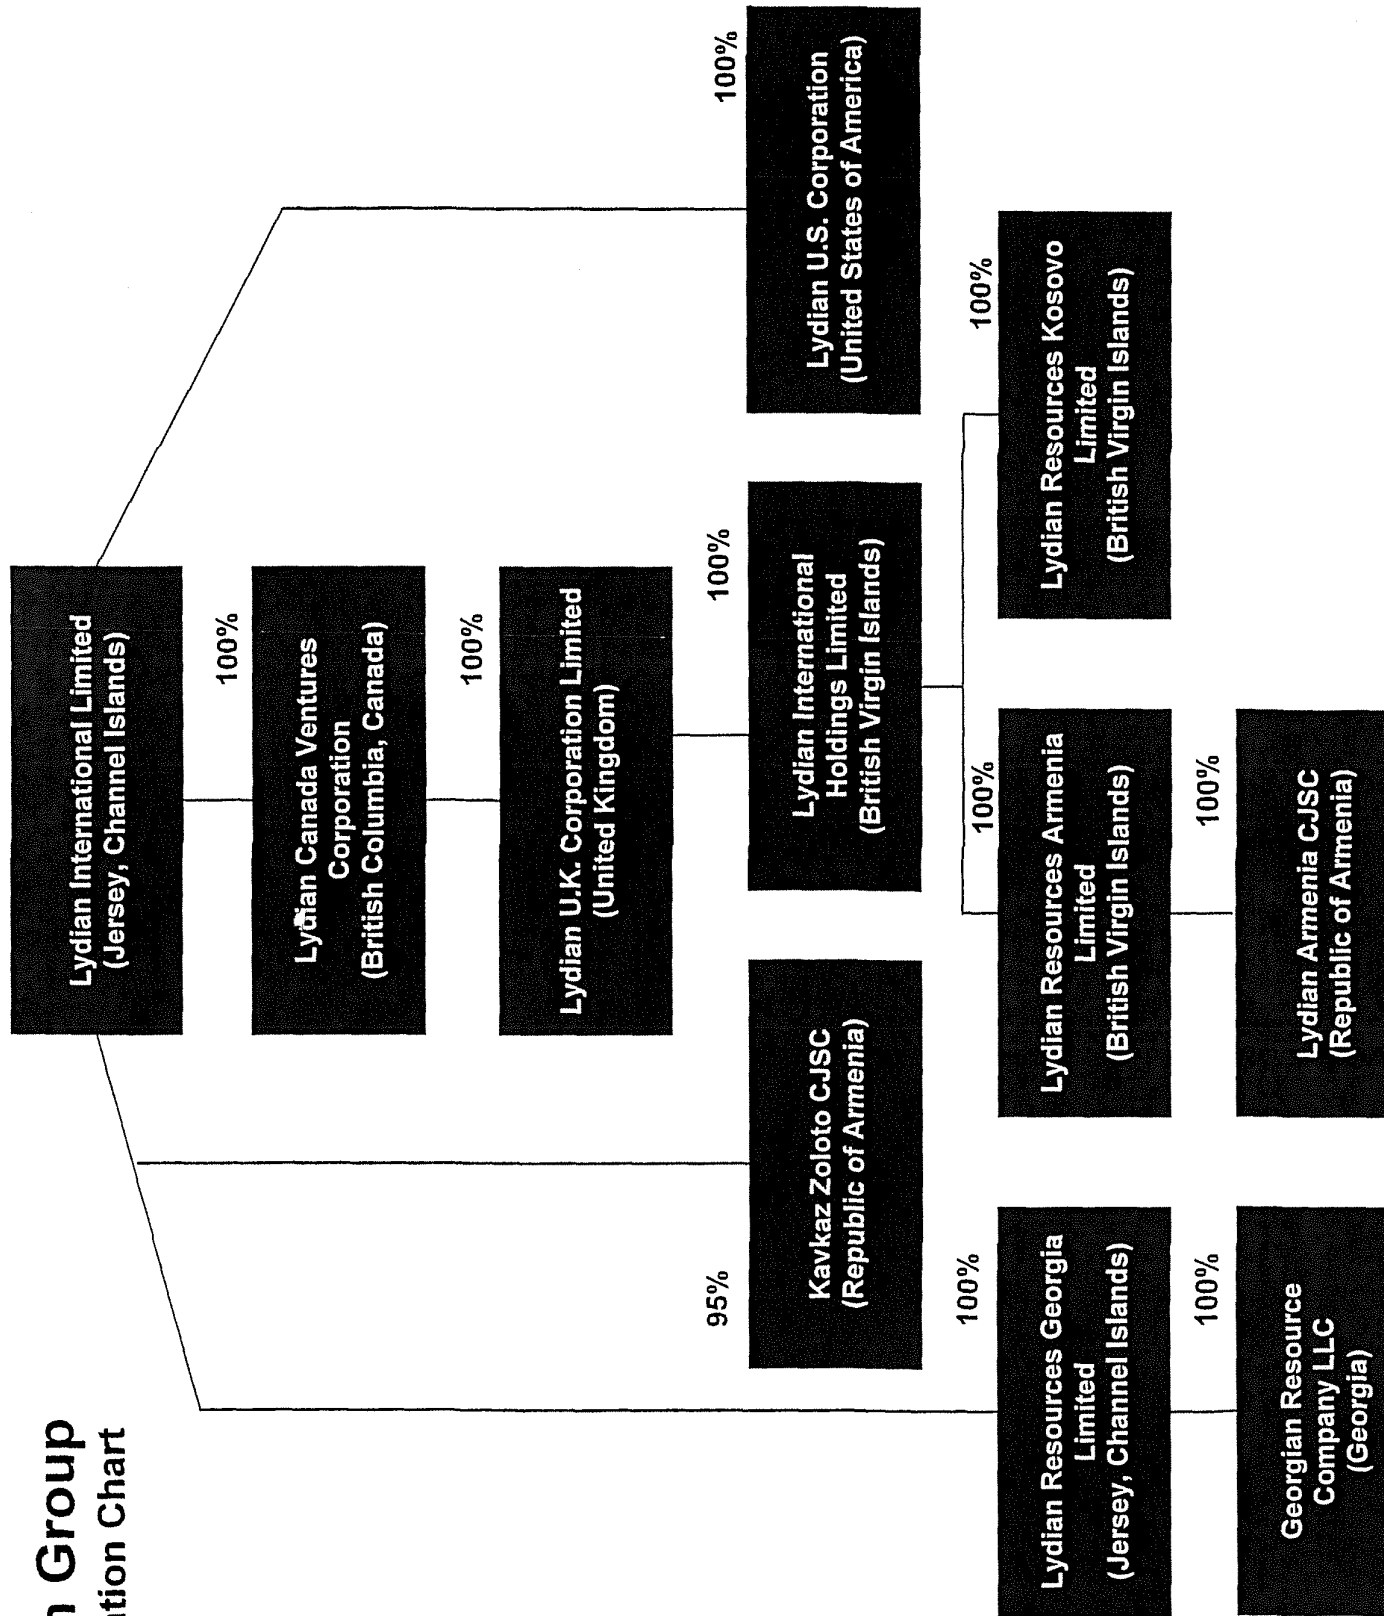 n Group
ation Chart
Lydian International Limited
(Jersey, Channel Islands)
100%
Lydian Canada Ventures
Corporation
(British Columbia, Canada)
100%
Lydian U.K. Corporation Limited
(United Kingdom)
95%
100%
100%
Kavkaz Zoloto CJSC
(Republic of Armenia)
Lydian International
Holdings Limited
(British Virgin Islands)
Lydian U.S. Corporation
(United States of America)
100%
100%
100%
Lydian Resources Georgia
Limited
(Jersey, Channel Islands)
Lydian Resources Armenia
Limited
(British Virgin Islands)
Lydian Resources Kosovo
Limited
(British Virgin Islands)
100%
100%
Georgian Resource
Company LLC
(Georgia)
Lydian Armenia CJSC
(Republic of Armenia)